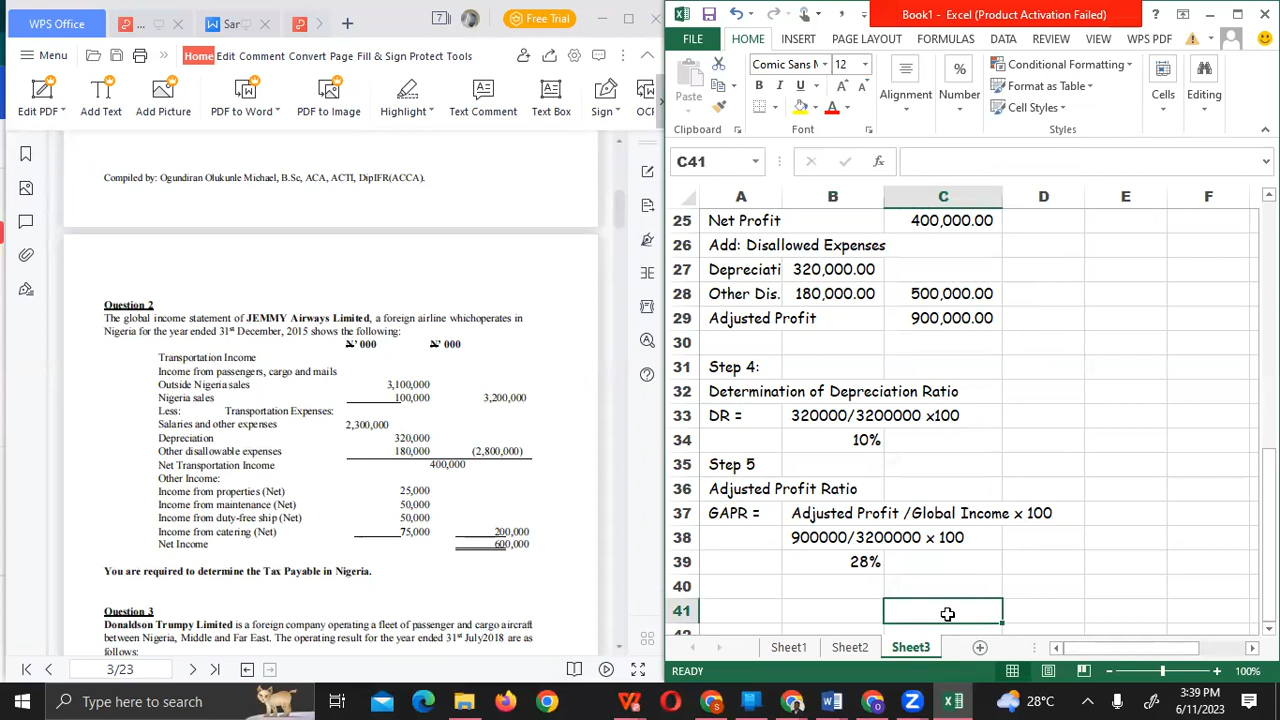 WPS Office
...
Sar
7
Free Trial
Menu
Home Edit Comment Convert Page Fill & Sign Protect Tools
Edit PDF
Add Text
Add Picture
PDF to Word
PDF to Image
Highlight
Text Comment
Text Box
Sign
OCF
Compiled by: Ogundiran Olukunle Michael, B.Sc, ACA, ACTI, DipIFR(ACCA).
Question 2
The global income statement of JEMMY Airways Limited, a foreign airline whichoperates in
Nigeria for the year ended 31st December, 2015 shows the following:
N' 000 N' 000
Transportation Income
Income from passengers, cargo and mails
Outside Nigeria sales 3,100,000
Nigeria sales 100,000 3,200,000
Less: Transportation Expenses:
Salaries and other expenses 2,300,000
Depreciation 320,000
Other disallowable expenses 180,000 (2,800,000)
Net Transportation Income 400,000
Other Income:
Income from properties (Net) 25,000
Income from maintenance (Net) 50,000
Income from duty-free ship (Net) 50,000
Income from catering (Net) 75,000 200,000
Net Income 600,000
You are required to determine the Tax Payable in Nigeria.
Question 3
Donaldson Trumpy Limited is a foreign company operating a fleet of passenger and cargo aircraft
between Nigeria, Middle and Far East. The operating result for the year ended 31st July2018 are as
follows:
3/23
Book1 - Excel (Product Activation Failed)
FILE HOME INSERT PAGE LAYOUT FORMULAS DATA REVIEW VIEW WPS PDF
Paste
Clipboard
Comic Sans M 12
B I U
A
Font
Alignment
%
Number
Conditional Formatting
Format as Table
Cell Styles
Styles
Cells
Editing
C41
fx
A B C D E F
25 Net Profit 400,000.00
26 Add: Disallowed Expenses
27 Depreciati 320,000.00
28 Other Dis. 180,000.00 500,000.00
29 Adjusted Profit 900,000.00
30
31 Step 4:
32 Determination of Depreciation Ratio
33 DR = 320000/3200000 x100
34 10%
35 Step 5
36 Adjusted Profit Ratio
37 GAPR = Adjusted Profit /Global Income x 100
38 900000/3200000 x 100
39 28%
40
41
42
Sheet1 Sheet2 Sheet3
READY
100%
Type here to search
28°C
3:39 PM
6/11/2023